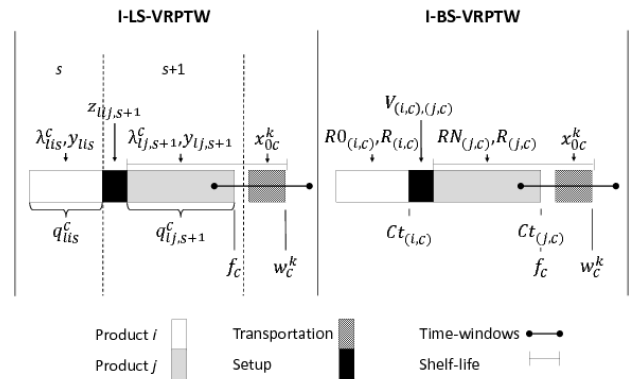 I-LS-VRPTW
I-BS-VRPTW
s
s+1
z_{lij,s+1}
V_{(i,c),(j,c)}
λ^c_{lis}, y_{lis}
λ^c_{lj,s+1}, y_{lj,s+1}
x^k_{0c}
R0_{(i,c)}, R_{(i,c)}
RN_{(j,c)}, R_{(j,c)}
x^k_{0c}
q^c_{lis}
q^c_{lj,s+1}
Ct_{(i,c)}
Ct_{(j,c)}
f_c
w^k_c
f_c
w^k_c
Product i
Transportation
Time-windows
Product j
Setup
Shelf-life